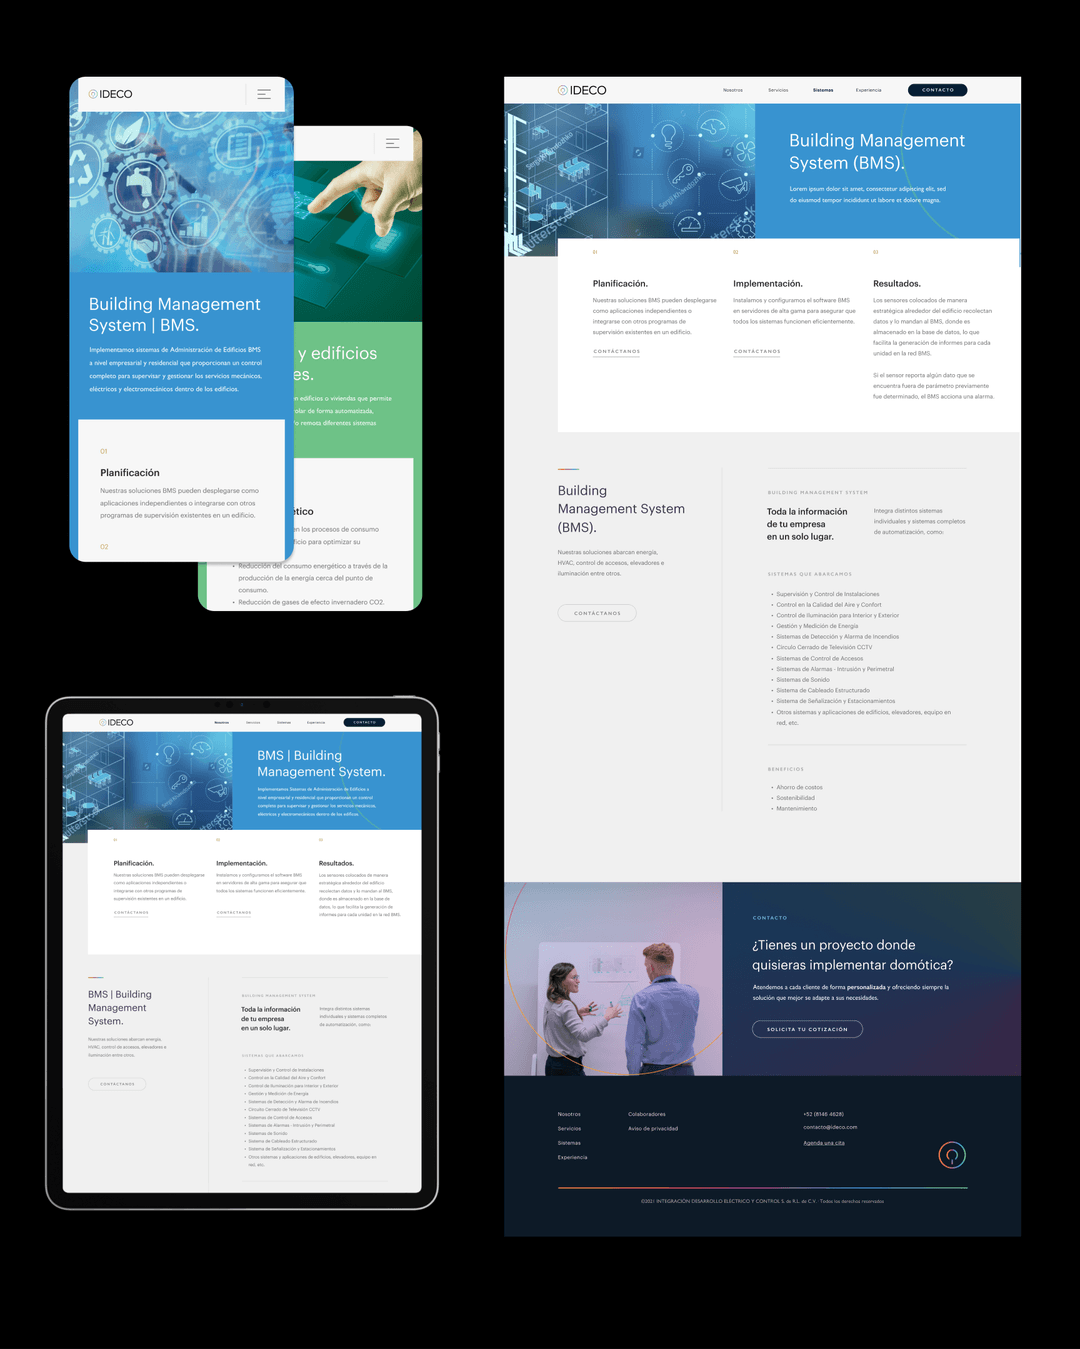 IDECO
Building Management
System | BMS.
Implementamos sistemas de Administración de Edificios BMS
a nivel empresarial y residencial que proporcionan un control
completo para supervisar y gestionar los servicios mecánicos,
eléctricos y electromecánicos dentro de los edificios.
01
Planificación
Nuestras soluciones BMS pueden desplegarse como
aplicaciones independientes o integrarse con otros
programas de supervisión existentes en un edificio.
02
y edificios
es.
en edificios o viviendas que permite
olar de forma automatizada,
o remota diferentes sistemas
ético
en los procesos de consumo
ficio para optimizar su
• Reducción del consumo energético a través de la
producción de la energía cerca del punto de
consumo.
• Reducción de gases de efecto invernadero CO2.
IDECO
Nosotros
Servicios
Sistemas
Experiencia
CONTACTO
Building Management
System (BMS).
Lorem ipsum dolor sit amet, consectetur adipiscing elit, sed
do eiusmod tempor incididunt ut labore et dolore magna.
01
Planificación.
Nuestras soluciones BMS pueden desplegarse
como aplicaciones independientes o
integrarse con otros programas de
supervisión existentes en un edificio.
CONTÁCTANOS
02
Implementación.
Instalamos y configuramos el software BMS
en servidores de alta gama para asegurar que
todos los sistemas funcionen eficientemente.
CONTÁCTANOS
03
Resultados.
Los sensores colocados de manera
estratégica alrededor del edificio recolectan
datos y lo mandan al BMS, donde es
almacenado en la base de datos, lo que
facilita la generación de informes para cada
unidad en la red BMS.
Si el sensor reporta algún dato que se
encuentra fuera de parámetro previamente
fue determinado, el BMS acciona una alarma.
Building
Management System
(BMS).
Nuestras soluciones abarcan energía,
HVAC, control de accesos, elevadores e
iluminación entre otros.
CONTÁCTANOS
BUILDING MANAGEMENT SYSTEM
Toda la información
de tu empresa
en un solo lugar.
Integra distintos sistemas
individuales y sistemas completos
de automatización, como:
SISTEMAS QUE ABARCAMOS
• Supervisión y Control de Instalaciones
• Control en la Calidad del Aire y Confort
• Control de Iluminación para Interior y Exterior
• Gestión y Medición de Energía
• Sistemas de Detección y Alarma de Incendios
• Circuito Cerrado de Televisión CCTV
• Sistemas de Control de Accesos
• Sistemas de Alarmas - Intrusión y Perimetral
• Sistemas de Sonido
• Sistema de Cableado Estructurado
• Sistema de Señalización y Estacionamientos
• Otros sistemas y aplicaciones de edificios, elevadores, equipo en
red, etc.
BENEFICIOS
• Ahorro de costos
• Sostenibilidad
• Mantenimiento
CONTACTO
¿Tienes un proyecto donde
quisieras implementar domótica?
Atendemos a cada cliente de forma personalizada y ofreciendo siempre la
solución que mejor se adapte a sus necesidades.
SOLICITA TU COTIZACIÓN
Nosotros
Servicios
Sistemas
Experiencia
Colaboradores
Aviso de privacidad
+52 (8146 4628)
contacto@ideco.com
Agenda una cita
©2021 INTEGRACIÓN DESARROLLO ELÉCTRICO Y CONTROL S. de R.L. de C.V. Todos los derechos reservados
IDECO
Nosotros
Servicios
Sistemas
Experiencia
CONTACTO
BMS | Building
Management System.
Implementamos Sistemas de Administración de Edificios a
nivel empresarial y residencial que proporcionan un control
completo para supervisar y gestionar los servicios mecánicos,
eléctricos y electromecánicos dentro de los edificios.
01
Planificación.
Nuestras soluciones BMS pueden desplegarse
como aplicaciones independientes o
integrarse con otros programas de
supervisión existentes en un edificio.
CONTÁCTANOS
02
Implementación.
Instalamos y configuramos el software BMS
en servidores de alta gama para asegurar que
todos los sistemas funcionen eficientemente.
CONTÁCTANOS
03
Resultados.
Los sensores colocados de manera
estratégica alrededor del edificio
recolectan datos y lo mandan al BMS,
donde es almacenado en la base de
datos, lo que facilita la generación de
informes para cada unidad en la red BMS.
BMS | Building
Management
System.
Nuestras soluciones abarcan energía,
HVAC, control de accesos, elevadores e
iluminación entre otros.
CONTÁCTANOS
BUILDING MANAGEMENT SYSTEM
Toda la información
de tu empresa
en un solo lugar.
Integra distintos sistemas
individuales y sistemas completos
de automatización, como:
SISTEMAS QUE ABARCAMOS
• Supervisión y Control de Instalaciones
• Control en la Calidad del Aire y Confort
• Control de Iluminación para Interior y Exterior
• Gestión y Medición de Energía
• Sistemas de Detección y Alarma de Incendios
• Circuito Cerrado de Televisión CCTV
• Sistemas de Control de Accesos
• Sistemas de Alarmas - Intrusión y Perimetral
• Sistemas de Sonido
• Sistema de Cableado Estructurado
• Sistema de Señalización y Estacionamientos
• Otros sistemas y aplicaciones de edificios, elevadores, equipo en
red, etc.